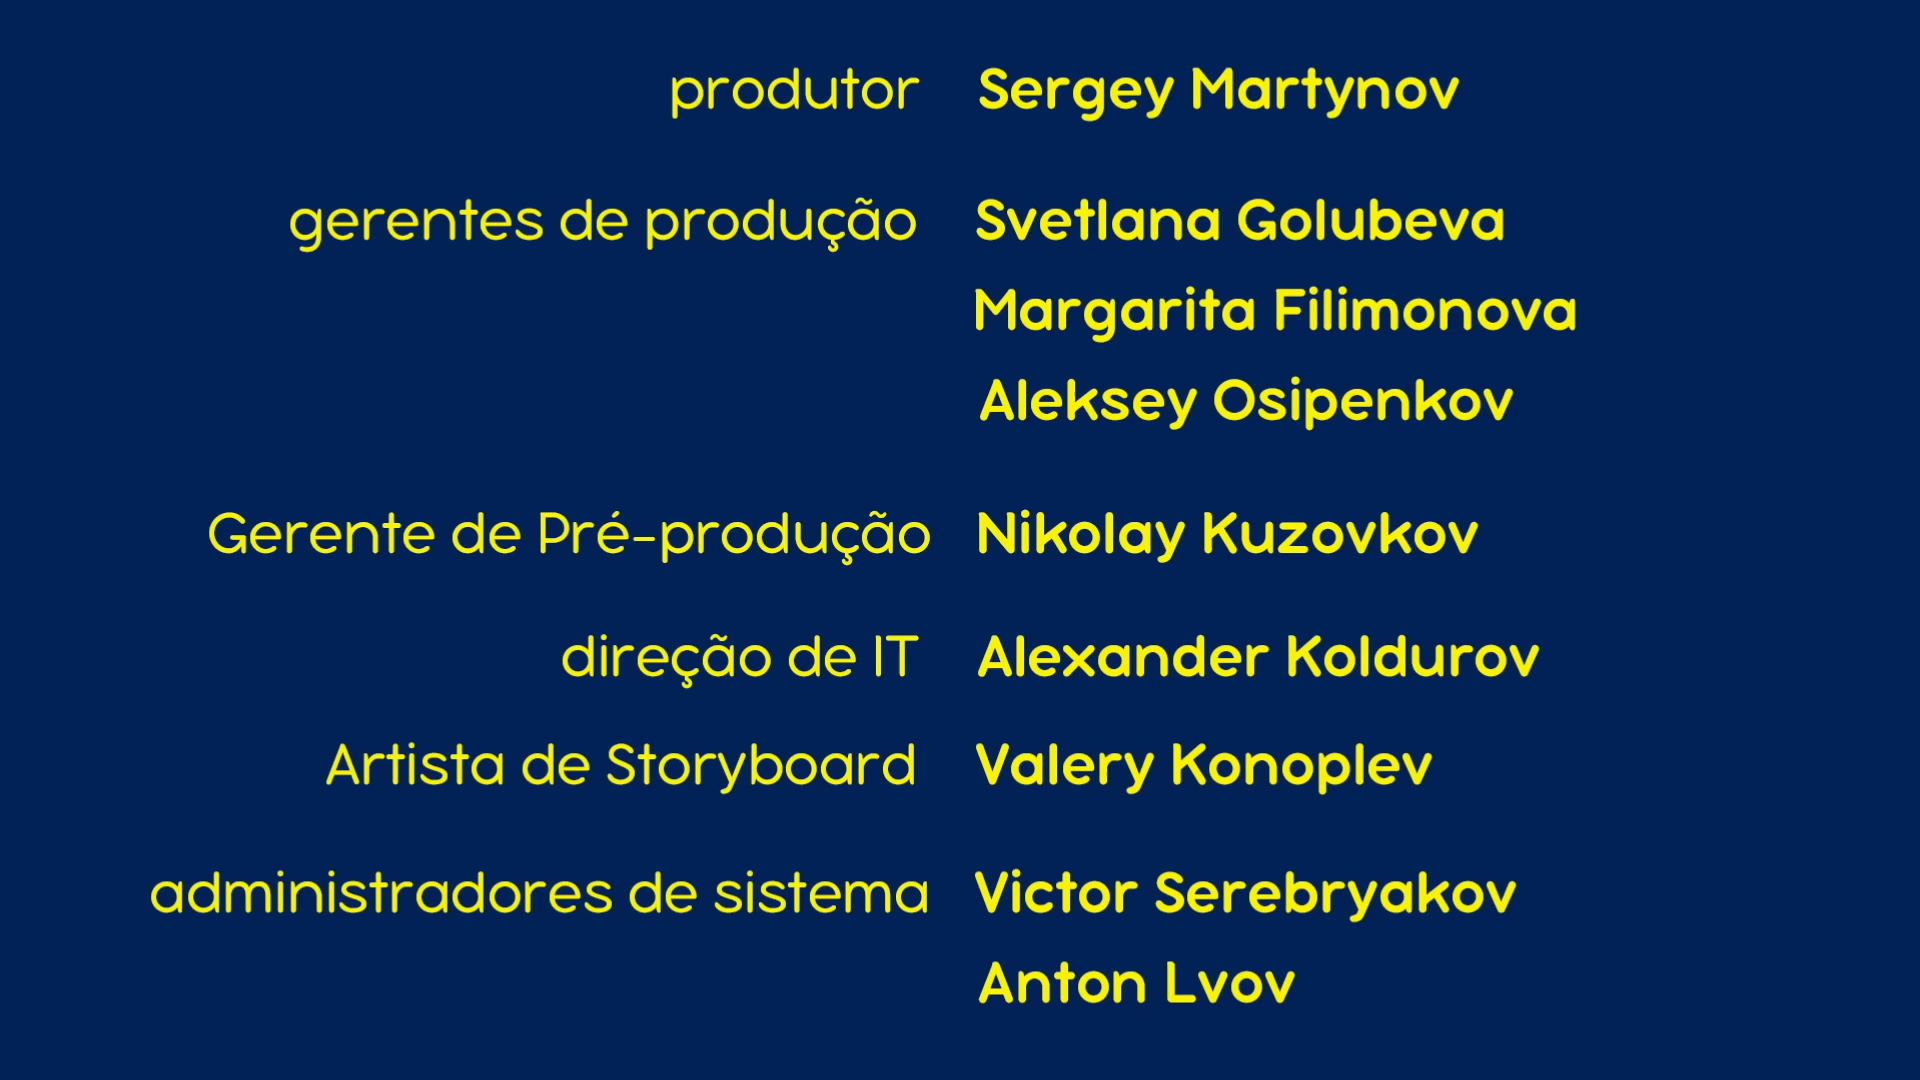 produtor Sergey Martynov
gerentes de produção Svetlana Golubeva
Margarita Filimonova
Aleksey Osipenkov
Gerente de Pré-produção Nikolay Kuzovkov
direção de IT Alexander Koldurov
Artista de Storyboard Valery Konoplev
administradores de sistema Victor Serebryakov
Anton Lvov